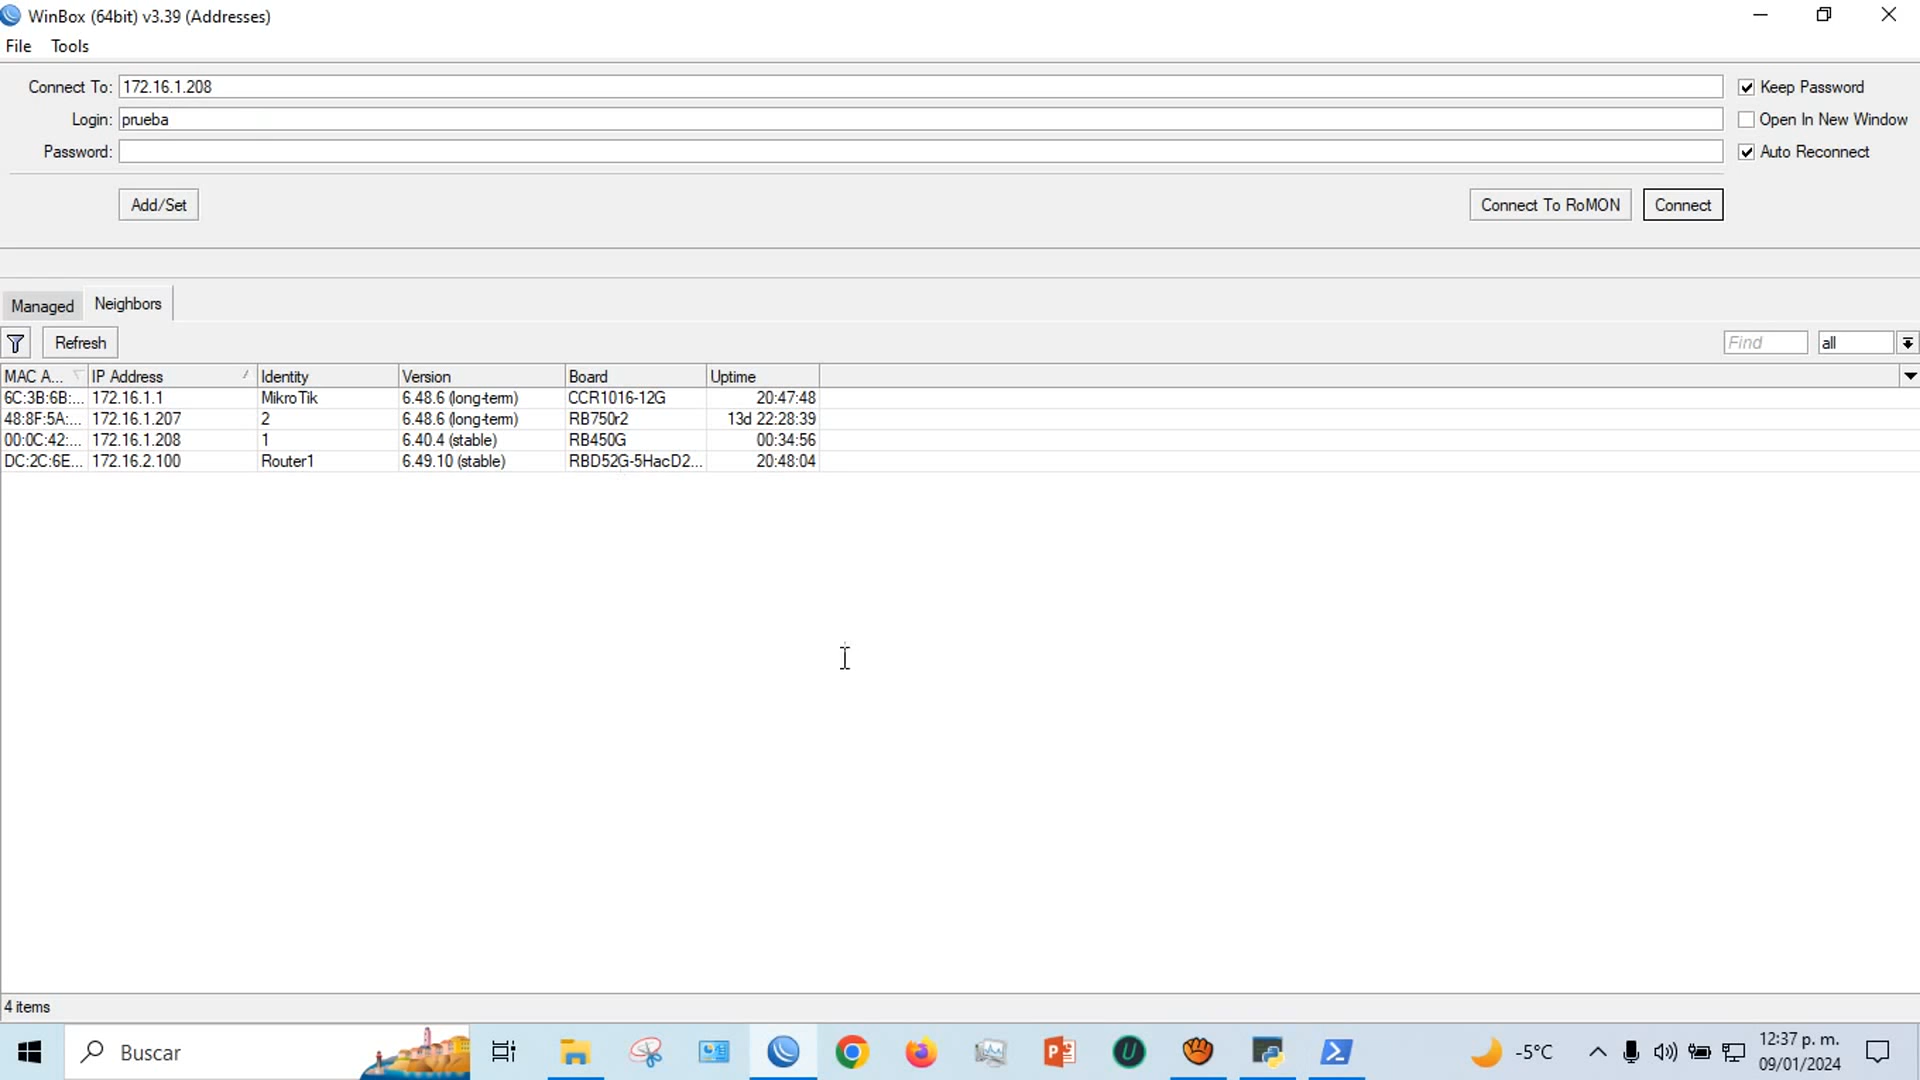 WinBox (64bit) v3.39 (Addresses)
File Tools
Connect To: 172.16.1.208
Keep Password
Login: prueba
Open In New Window
Password:
Auto Reconnect
Add/Set
Connect To RoMON
Connect
Managed
Neighbors
Refresh
Find
all
MAC A... IP Address Identity Version Board Uptime
6C:3B:6B:... 172.16.1.1 MikroTik 6.48.6 (long-term) CCR1016-12G 20:47:48
48:8F:5A:... 172.16.1.207 2 6.48.6 (long-term) RB750r2 13d 22:28:39
00:0C:42:... 172.16.1.208 1 6.40.4 (stable) RB450G 00:34:56
DC:2C:6E... 172.16.2.100 Router1 6.49.10 (stable) RBD52G-5HacD2... 20:48:04
4 items
Buscar
-5°C
12:37 p. m.
09/01/2024